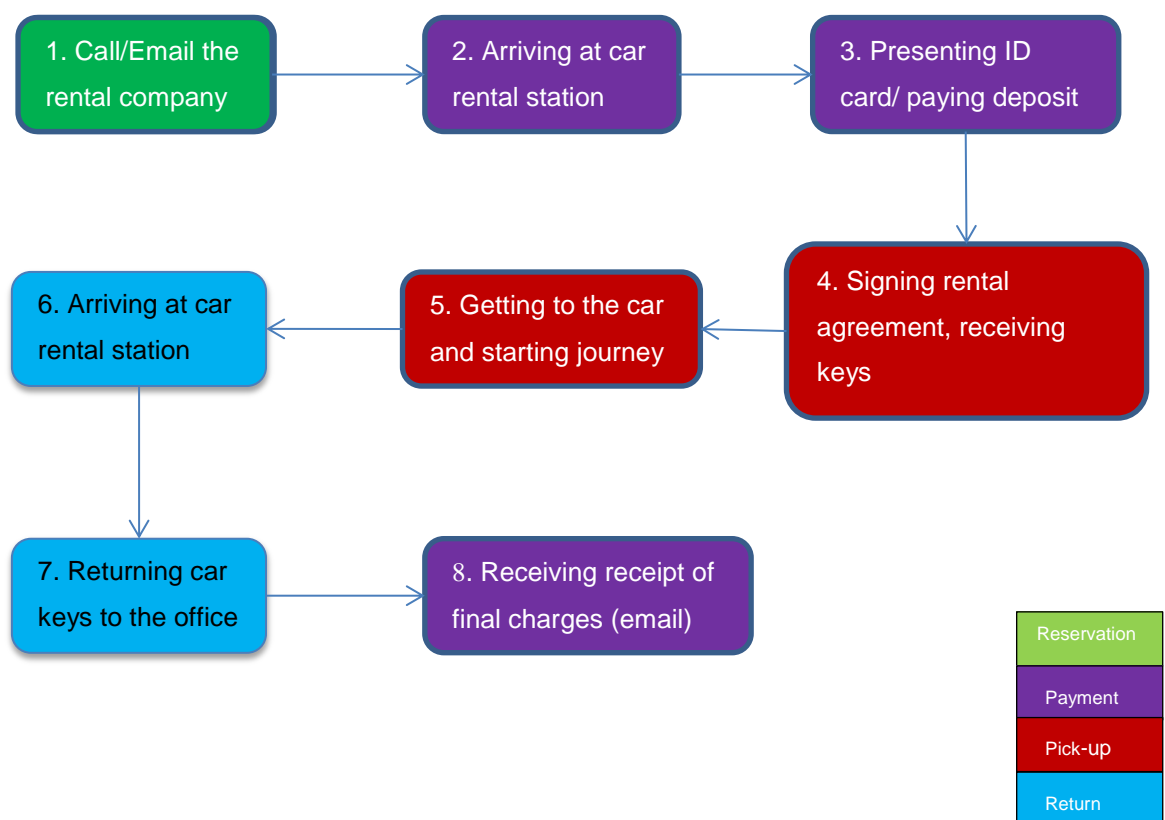 1. Call/Email the
rental company
2. Arriving at car
rental station
3. Presenting ID
card/ paying deposit
4. Signing rental
agreement, receiving
keys
5. Getting to the car
and starting journey
6. Arriving at car
rental station
7. Returning car
keys to the office
8. Receiving receipt of
final charges (email)
Reservation
Payment
Pick-up
Return